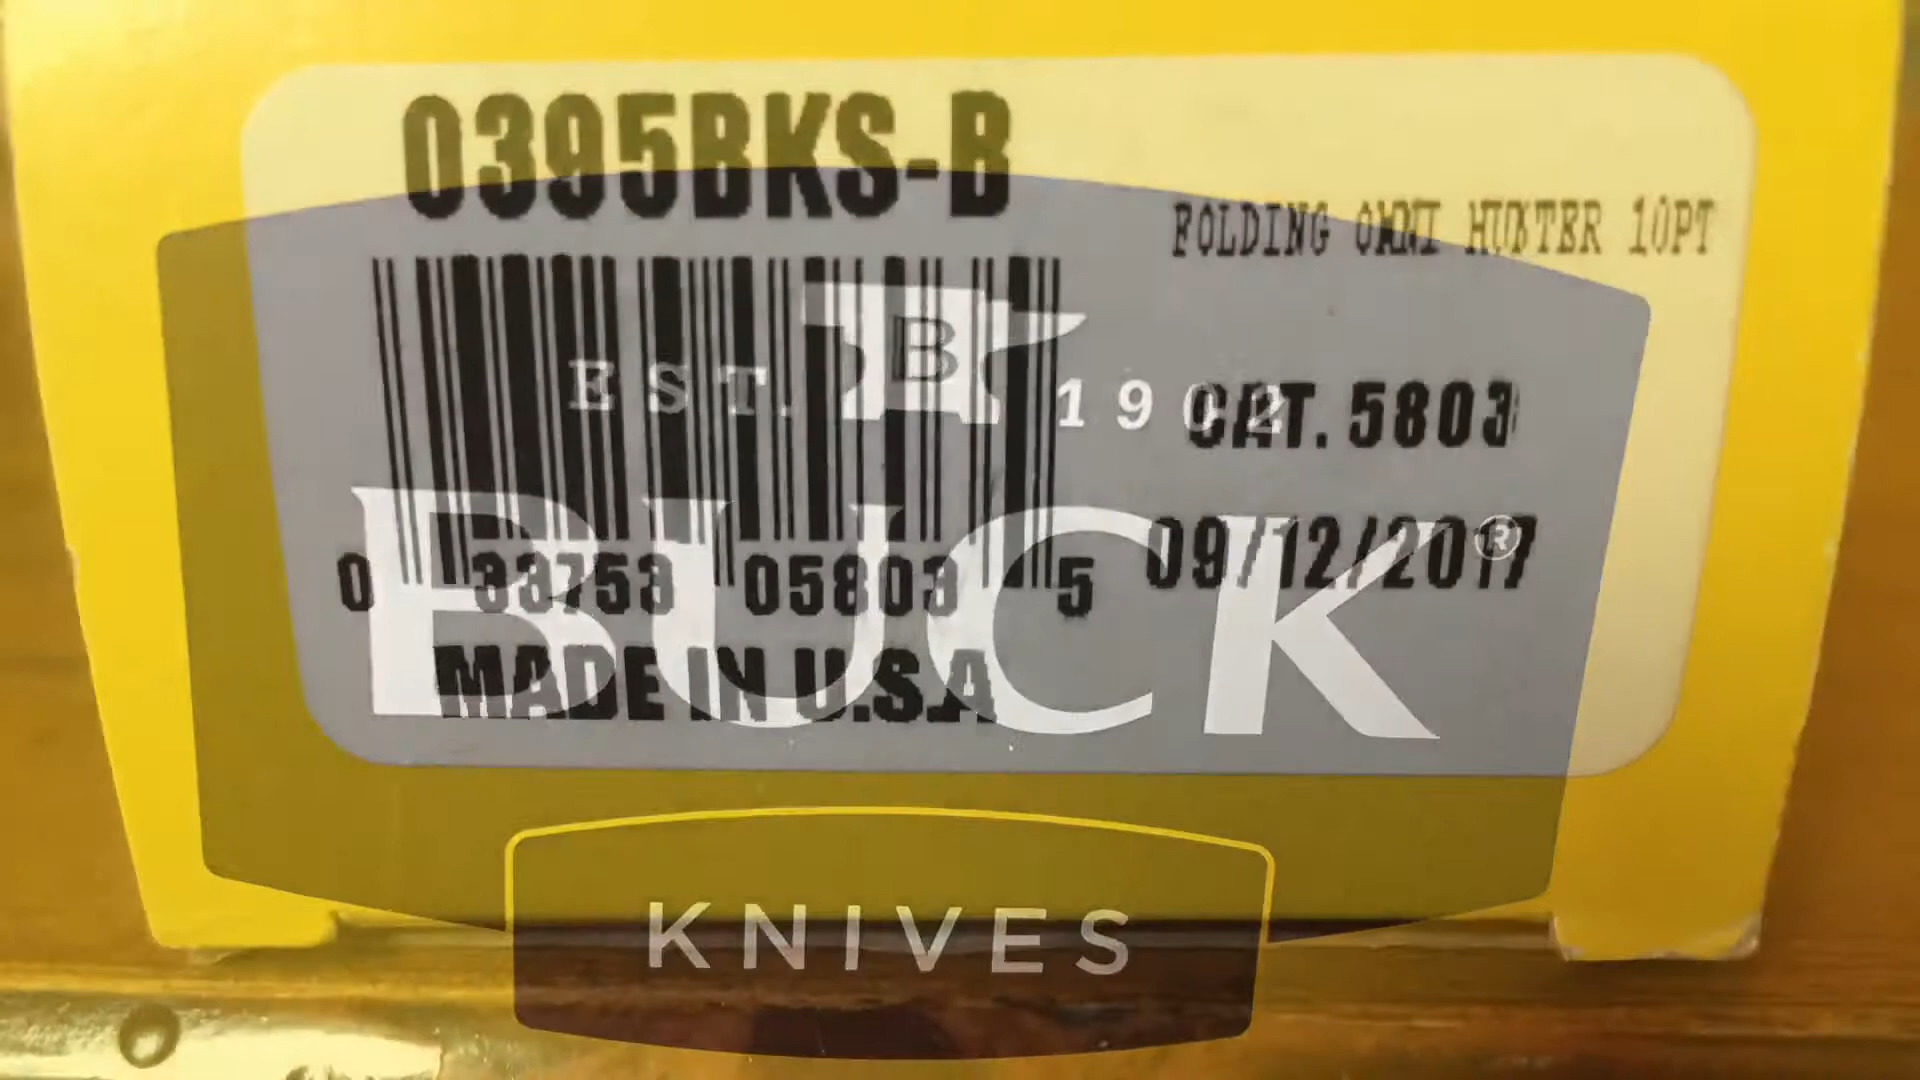 0395BKS-B
FOLDING OMNI HUNTER 10PT
EST. B 1902
CAT. 5803
BUCK®
09/12/2017
0 33753 05803 5
MADE IN U.S.A
KNIVES